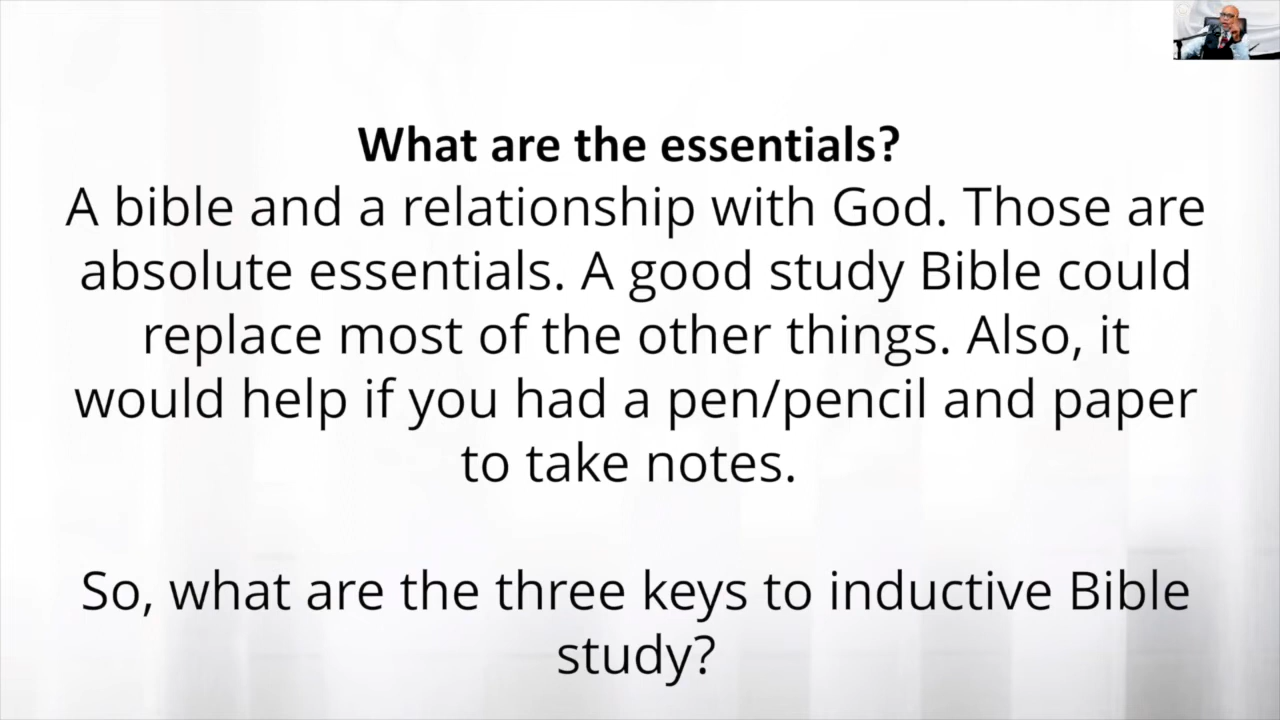 What are the essentials?
A bible and a relationship with God. Those are
absolute essentials. A good study Bible could
replace most of the other things. Also, it
would help if you had a pen/pencil and paper
to take notes.
So, what are the three keys to inductive Bible
study?